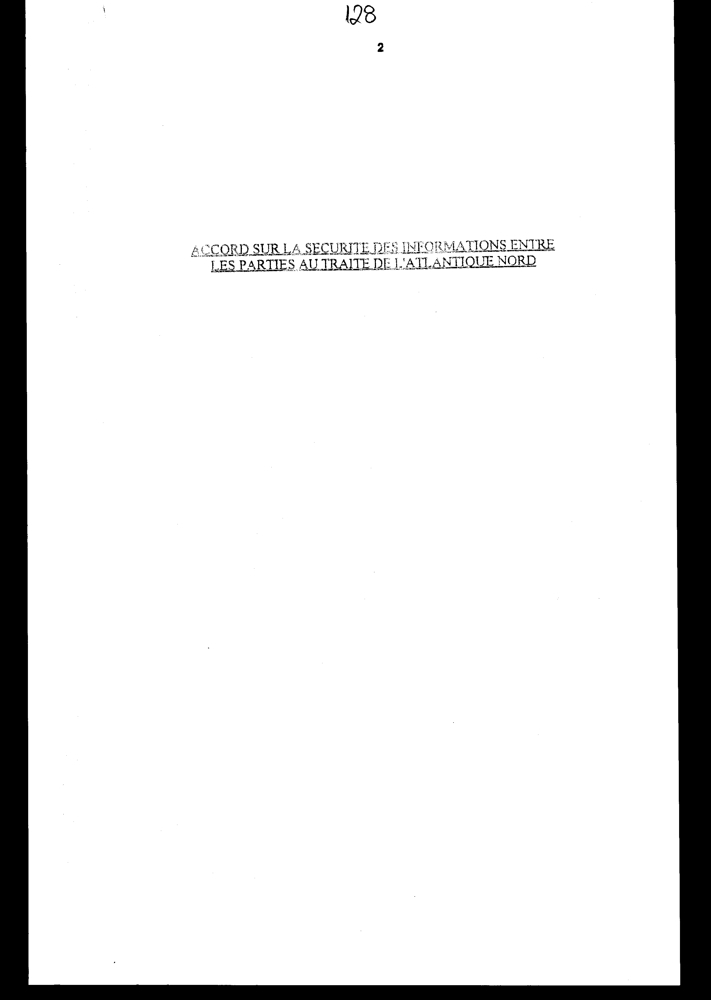 128
2
ACCORD SUR LA SECURITE DES INFORMATIONS ENTRE
LES PARTIES AU TRAITE DE L'ATLANTIQUE NORD